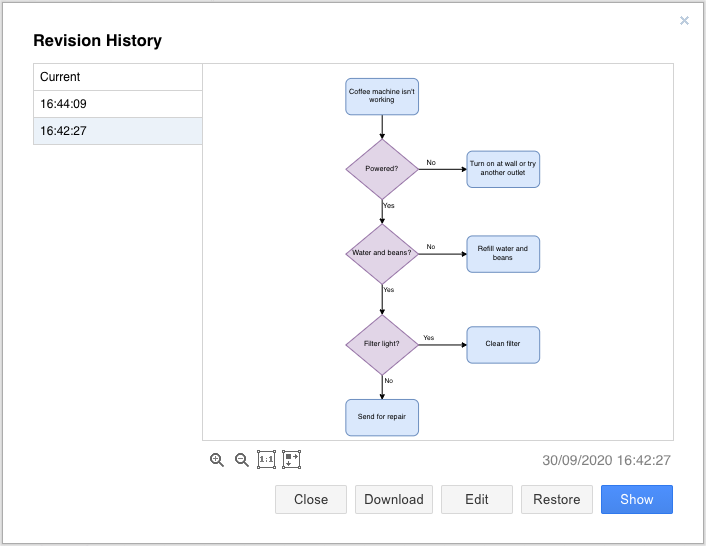 ×
Revision History
Current
16:44:09
16:42:27
Coffee machine isn't
working
Powered?
No
Turn on at wall or try
another outlet
Yes
Water and beans?
No
Refill water and
beans
Yes
Filter light?
Yes
Clean filter
No
Send for repair
1:1
30/09/2020 16:42:27
Close
Download
Edit
Restore
Show